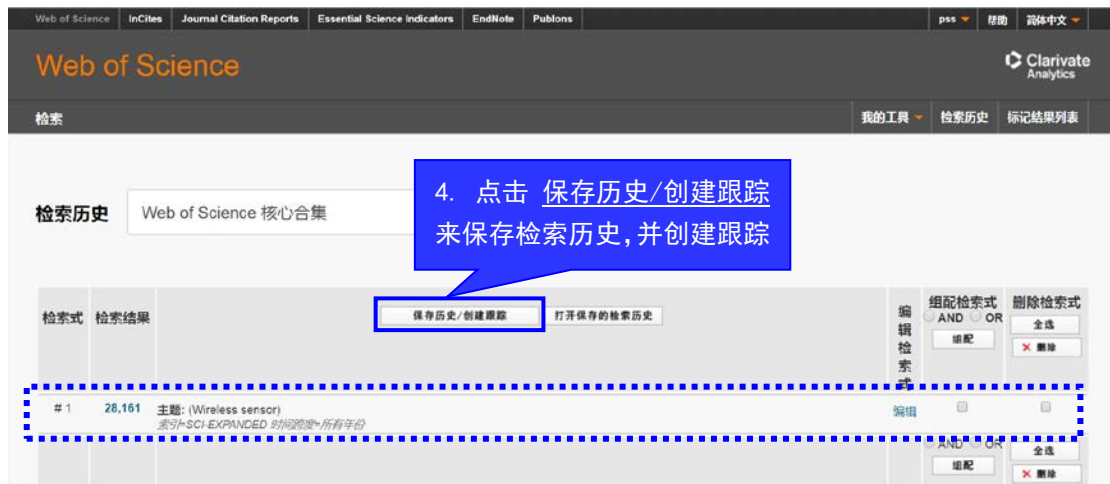 Web of Science InCites Journal Citation Reports Essential Science Indicators EndNote Publons pss 帮助 简体中文
Web of Science
Clarivate
Analytics
检索 我的工具 检索历史 标记结果列表
4. 点击 保存历史/创建跟踪
来保存检索历史,并创建跟踪
检索历史 Web of Science 核心合集
检索式 检索结果 保存历史/创建跟踪 打开保存的检索历史 编辑检索式 组配检索式 删除检索式
AND OR 全选
组配 × 删除
# 1 28,161 主题: (Wireless sensor) 编辑
索引=SCI-EXPANDED 时间跨度=所有年份
AND OR 全选
组配 × 删除